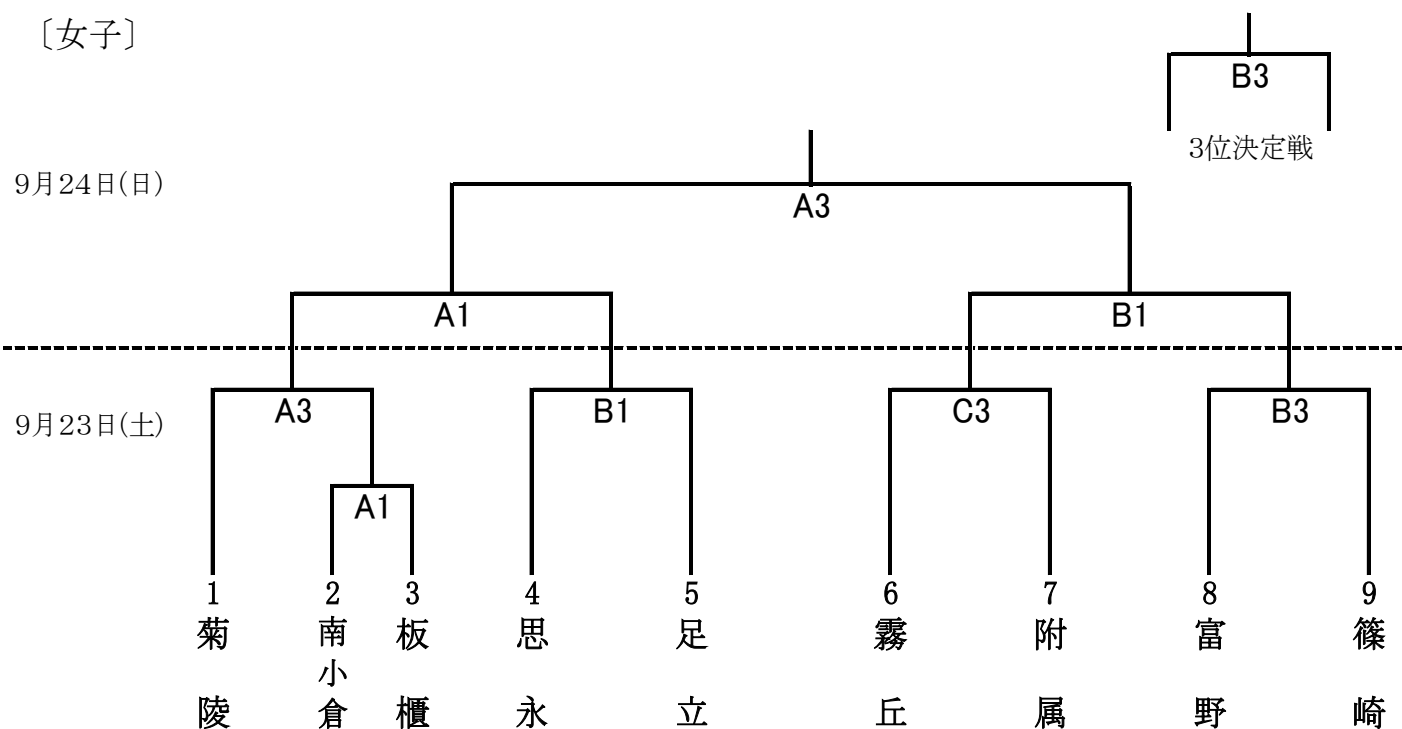 〔女子〕
B3
3位決定戦
9月24日(日)
A3
A1
B1
9月23日(土)
A3
B1
C3
B3
A1
1
2
3
4
5
6
7
8
9
菊陵
南小倉
板櫃
思永
足立
霧丘
附属
富野
篠崎